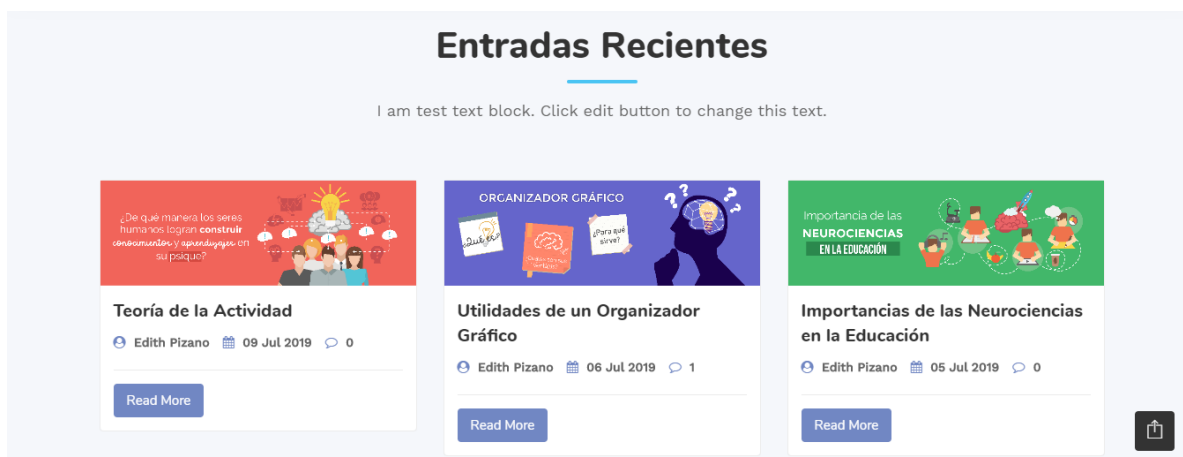 Entradas Recientes
I am test text block. Click edit button to change this text.
¿De qué manera los seres
humanos logran construir
conocimientos y aprendizajes en
su psique?
Teoría de la Actividad
Edith Pizano 09 Jul 2019 0
Read More
ORGANIZADOR GRÁFICO
¿Para qué
sirve?
Utilidades de un Organizador
Gráfico
Edith Pizano 06 Jul 2019 1
Read More
Importancia de las
NEUROCIENCIAS
EN LA EDUCACIÓN
Importancias de las Neurociencias
en la Educación
Edith Pizano 05 Jul 2019 0
Read More